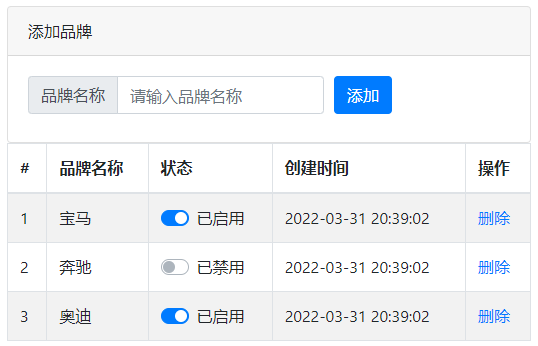 添加品牌
品牌名称 请输入品牌名称 添加
# 品牌名称 状态 创建时间 操作
1 宝马 已启用 2022-03-31 20:39:02 删除
2 奔驰 已禁用 2022-03-31 20:39:02 删除
3 奥迪 已启用 2022-03-31 20:39:02 删除